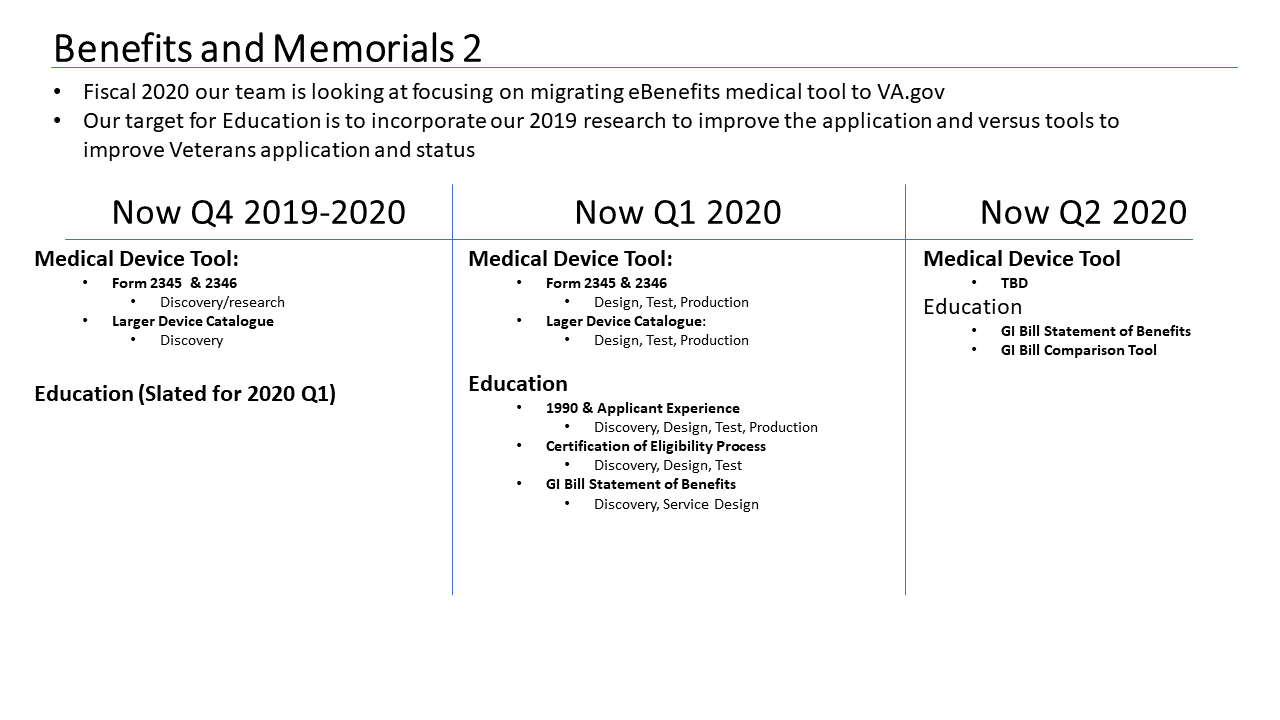 Benefits and Memorials 2
• Fiscal 2020 our team is looking at focusing on migrating eBenefits medical tool to VA.gov
• Our target for Education is to incorporate our 2019 research to improve the application and versus tools to
improve Veterans application and status
Now Q4 2019-2020
Medical Device Tool:
• Form 2345 & 2346
• Discovery/research
• Larger Device Catalogue
• Discovery
Education (Slated for 2020 Q1)
Now Q1 2020
Medical Device Tool:
• Form 2345 & 2346
• Design, Test, Production
• Lager Device Catalogue:
• Design, Test, Production
Education
• 1990 & Applicant Experience
• Discovery, Design, Test, Production
• Certification of Eligibility Process
• Discovery, Design, Test
• GI Bill Statement of Benefits
• Discovery, Service Design
Now Q2 2020
Medical Device Tool
• TBD
Education
• GI Bill Statement of Benefits
• GI Bill Comparison Tool